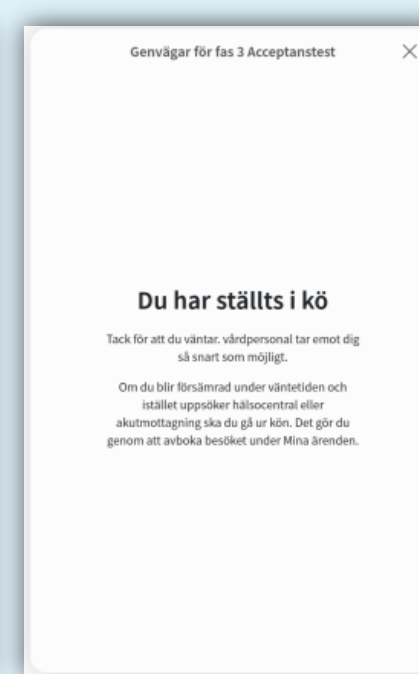 Genvägar för fas 3 Acceptanstest
Du har ställts i kö
Tack för att du väntar. vårdpersonal tar emot dig
så snart som möjligt.
Om du blir försämrad under väntetiden och
istället uppsöker hälsocentral eller
akutmottagning ska du gå ur kön. Det gör du
genom att avboka besöket under Mina ärenden.